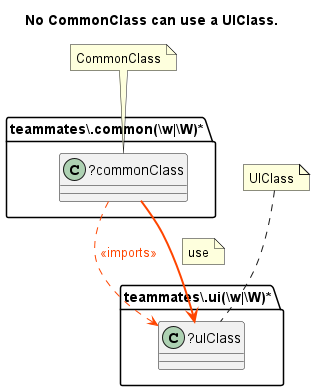 No CommonClass can use a UIClass.
CommonClass
teammates\.common(\w|\W)*
C ?commonClass
UIClass
«imports»
use
teammates\.ui(\w|\W)*
C ?uiClass